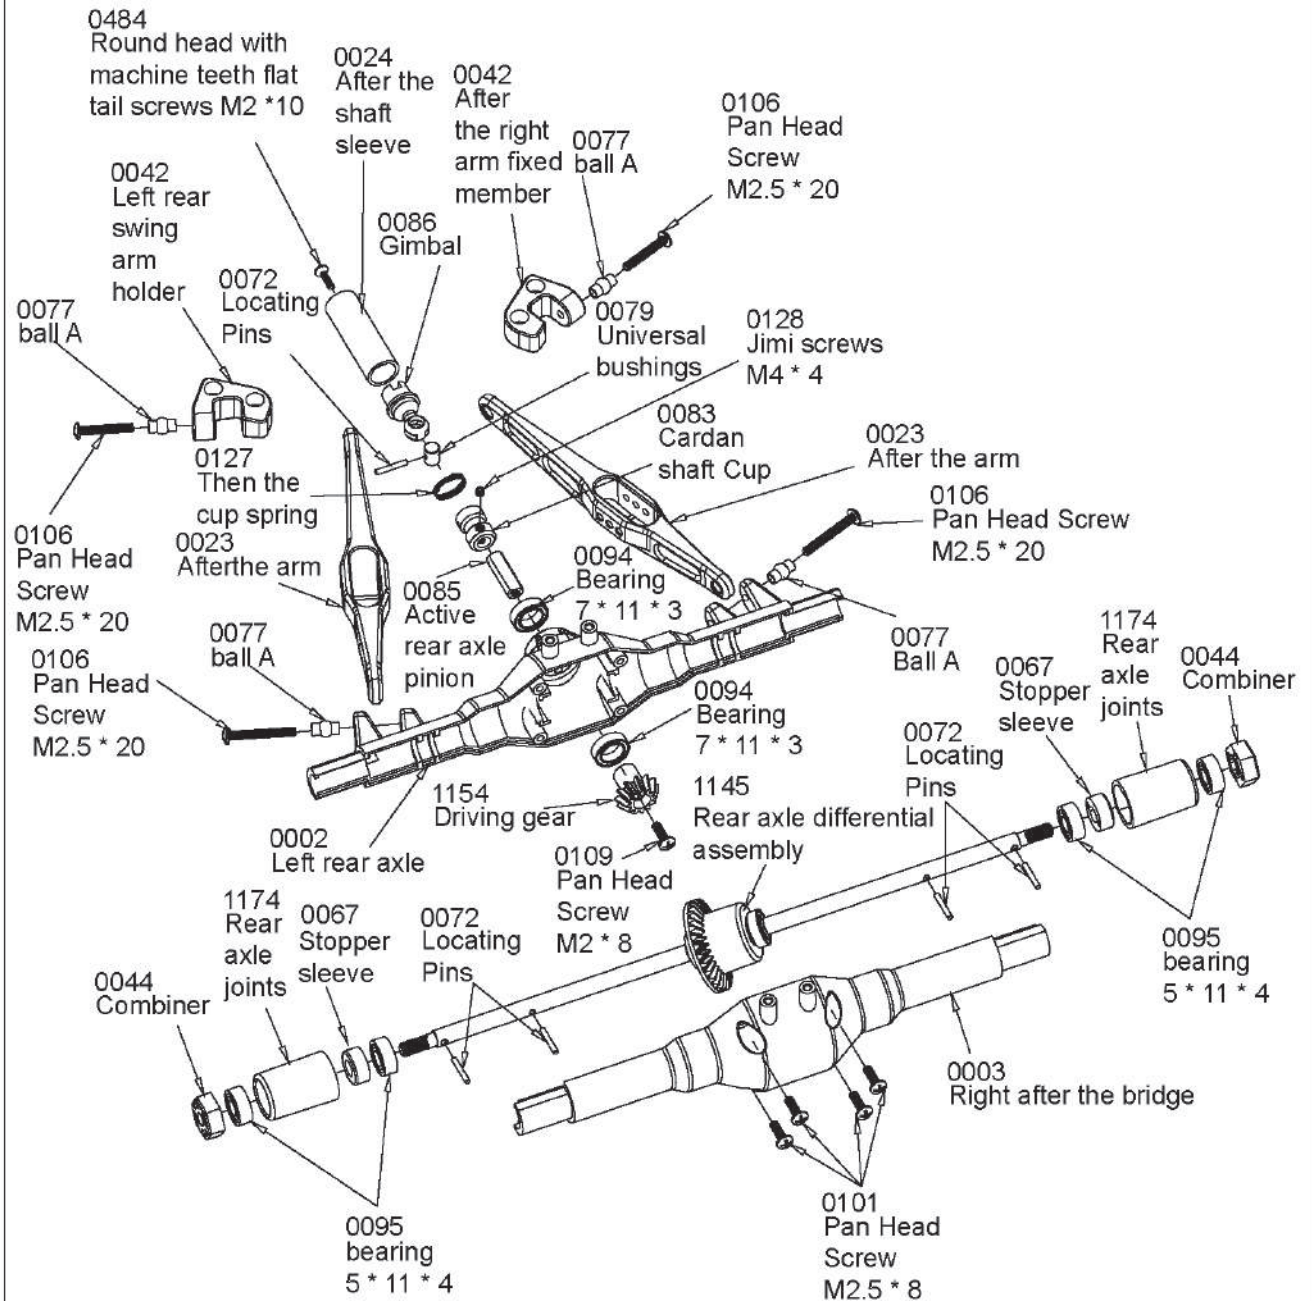 0484
Round head with
machine teeth flat
tail screws M2 *10
0024
After the
shaft
sleeve
0042
After
the right
arm fixed
member
0077
ball A
0106
Pan Head
Screw
M2.5 * 20
0042
Left rear
swing
arm
holder
0086
Gimbal
0072
Locating
Pins
0077
ball A
0079
Universal
bushings
0128
Jimi screws
M4 * 4
0083
Cardan
shaft Cup
0023
After the arm
0127
Then the
cup spring
0106
Pan Head Screw
M2.5 * 20
0106
Pan Head
Screw
M2.5 * 20
0023
Afterthe arm
0094
Bearing
7 * 11 * 3
0085
Active
rear axle
pinion
0077
ball A
0106
Pan Head
Screw
M2.5 * 20
0077
Ball A
1174
Rear
axle
joints
0067
Stopper
sleeve
0044
Combiner
0094
Bearing
7 * 11 * 3
0072
Locating
Pins
1154
Driving gear
1145
Rear axle differential
assembly
0002
Left rear axle
0109
Pan Head
Screw
M2 * 8
1174
Rear
axle
joints
0067
Stopper
sleeve
0072
Locating
Pins
0095
bearing
5 * 11 * 4
0044
Combiner
0003
Right after the bridge
0095
bearing
5 * 11 * 4
0101
Pan Head
Screw
M2.5 * 8